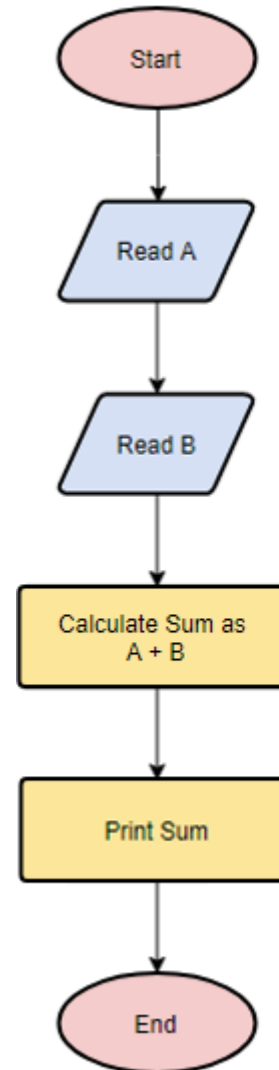 Start
Read A
Read B
Calculate Sum as
A + B
Print Sum
End